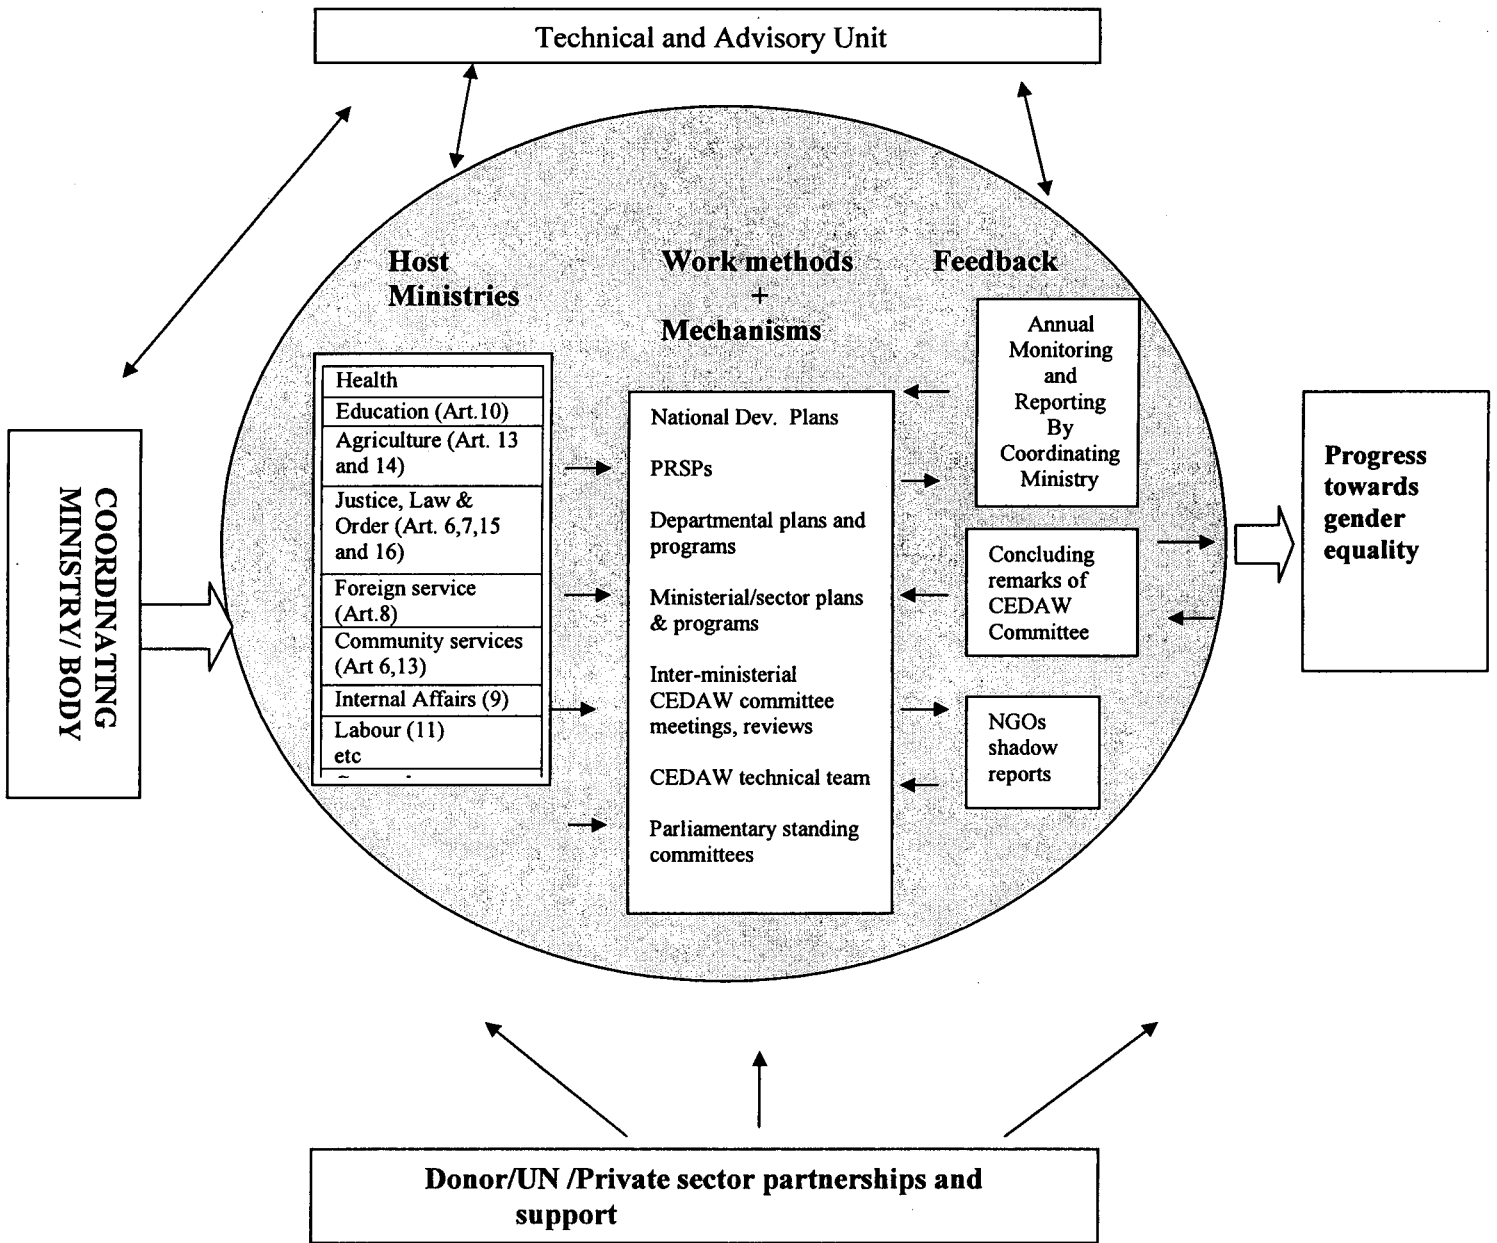 Technical and Advisory Unit
Host
Ministries
Work methods
+
Mechanisms
Feedback
COORDINATING
MINISTRY/ BODY
Health
Education (Art.10)
Agriculture (Art. 13
and 14)
Justice, Law &
Order (Art. 6,7,15
and 16)
Foreign service
(Art.8)
Community services
(Art 6,13)
Internal Affairs (9)
Labour (11)
etc
National Dev. Plans
PRSPs
Departmental plans and
programs
Ministerial/sector plans
& programs
Inter-ministerial
CEDAW committee
meetings, reviews
CEDAW technical team
Parliamentary standing
committees
Annual
Monitoring
and
Reporting
By
Coordinating
Ministry
Concluding
remarks of
CEDAW
Committee
NGOs
shadow
reports
Progress
towards
gender
equality
Donor/UN /Private sector partnerships and
support